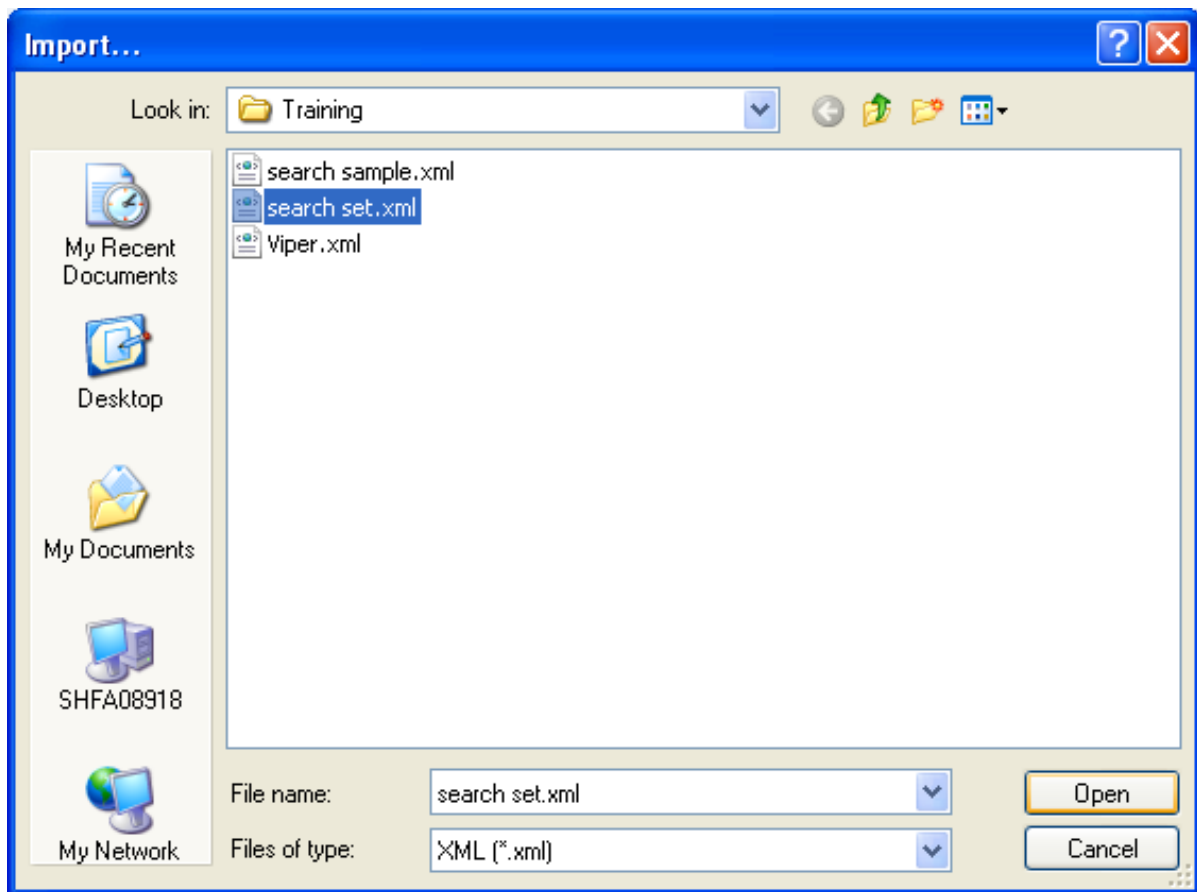 Import...
Look in: Training
search sample.xml
search set.xml
Viper.xml
My Recent
Documents
Desktop
My Documents
SHFA08918
My Network
File name: search set.xml Open
Files of type: XML (*.xml) Cancel